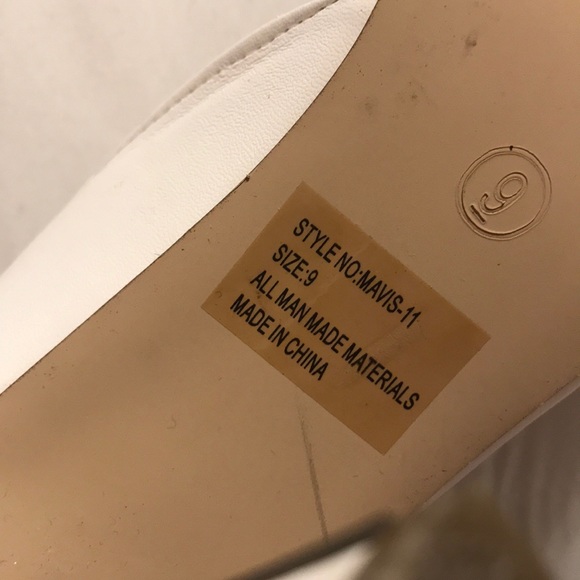 STYLE NO:MAVIS-11
SIZE:9
ALL MAN MADE MATERIALS
MADE IN CHINA
9